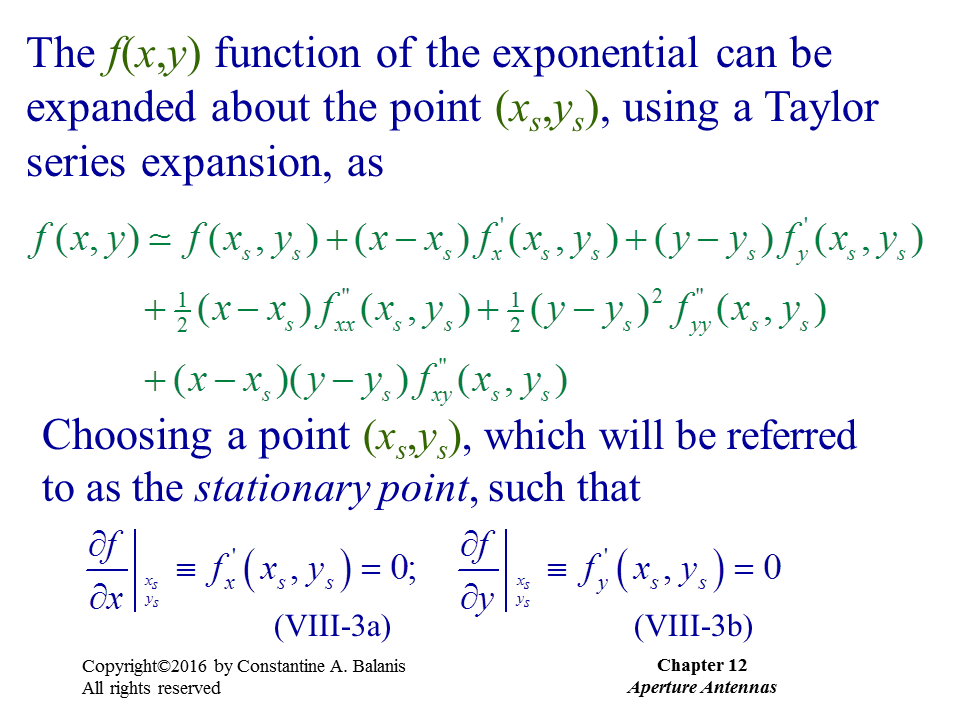 The f(x,y) function of the exponential can be
expanded about the point (xₛ,yₛ), using a Taylor
series expansion, as
f(x, y) ≃ f(xₛ, yₛ) + (x − xₛ) f'ₓ(xₛ, yₛ) + (y − yₛ) f'_y(xₛ, yₛ)
+ ½(x − xₛ) f''ₓₓ(xₛ, yₛ) + ½(y − yₛ)² f''_yy(xₛ, yₛ)
+ (x − xₛ)(y − yₛ) f''_xy(xₛ, yₛ)
Choosing a point (xₛ,yₛ), which will be referred
to as the stationary point, such that
∂f/∂x |xₛ yₛ ≡ f'ₓ(xₛ, yₛ) = 0; ∂f/∂y |xₛ yₛ ≡ f'_y(xₛ, yₛ) = 0
(VIII-3a) (VIII-3b)
Copyright©2016 by Constantine A. Balanis
All rights reserved
Chapter 12
Aperture Antennas